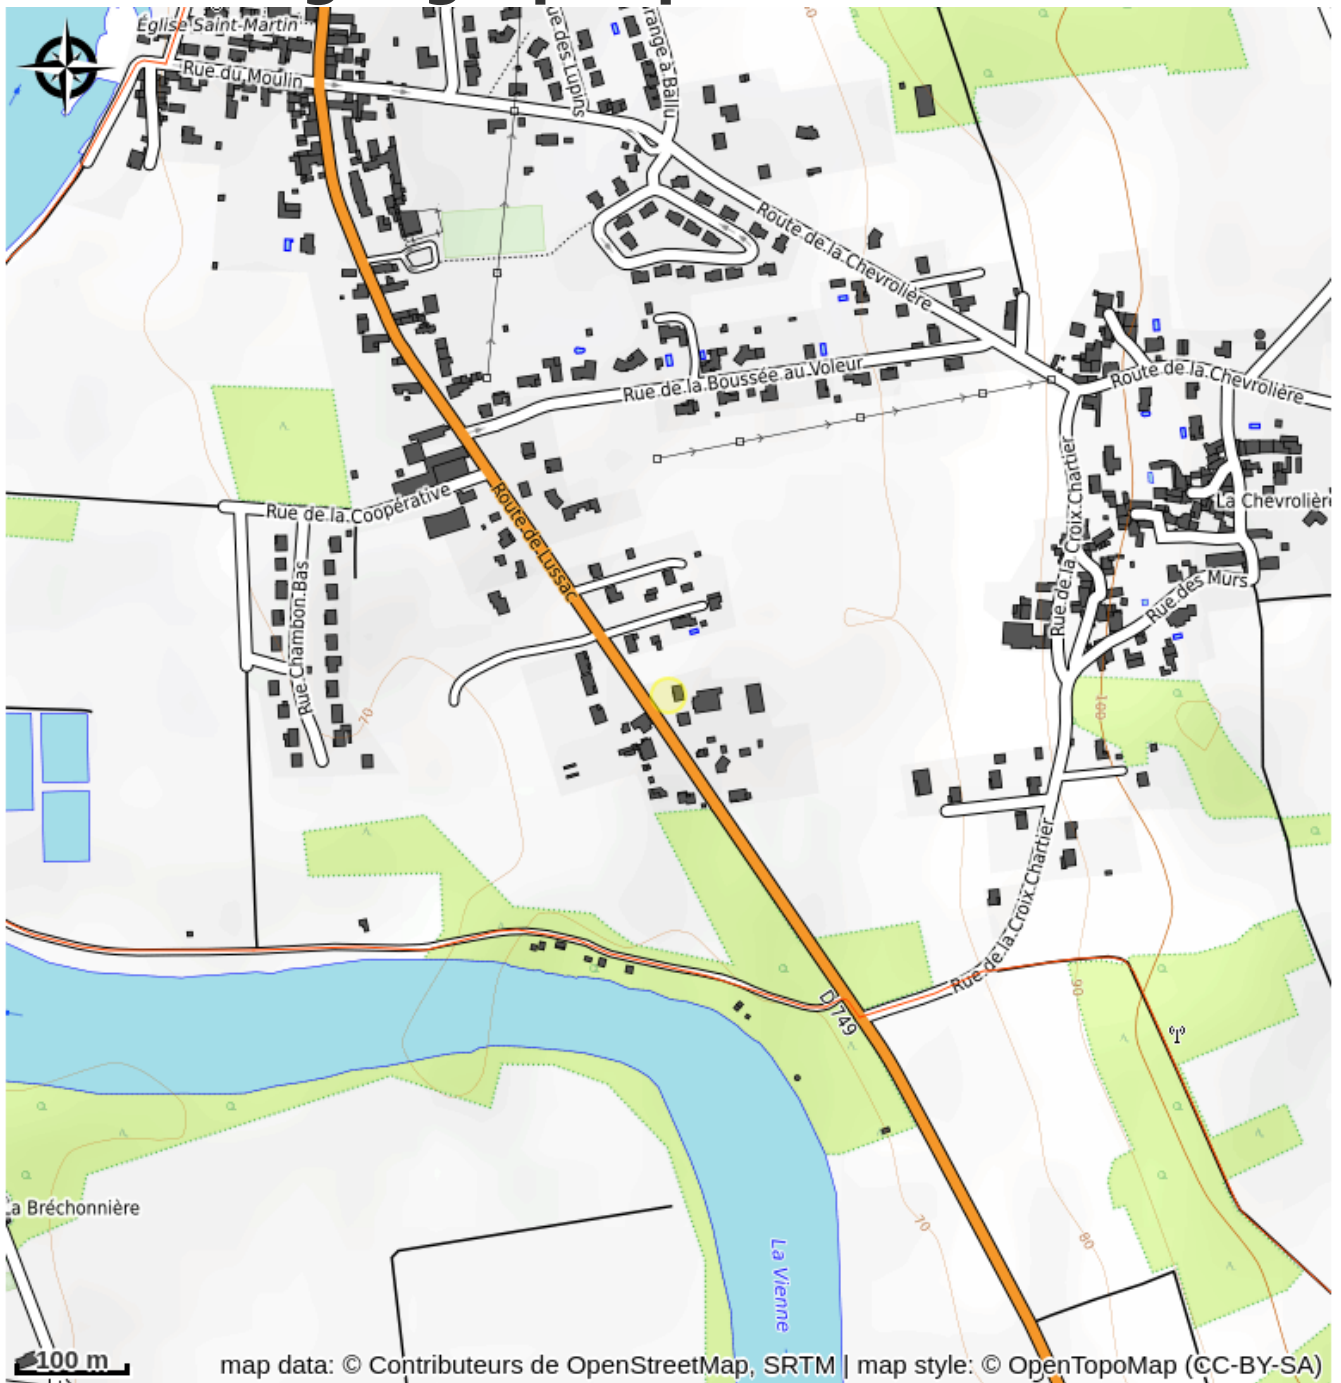 Église Saint-Martin
Rue du Moulin
Rue des Lupins
Grange à Ballu
Route de la Chevrolière
Rue de la Boussée au Voleur
Route de la Chevrolière
Rue de la Coopérative
Route de Lussac
Rue de la Croix Chartier
La Chevrolière
Rue des Murs
Rue Chambon Bas
70
100
Rue de la Croix Chartier
D 749
90
La Bréchonnière
70
80
La Vienne
100 m
map data: © Contributeurs de OpenStreetMap, SRTM | map style: © OpenTopoMap (CC-BY-SA)